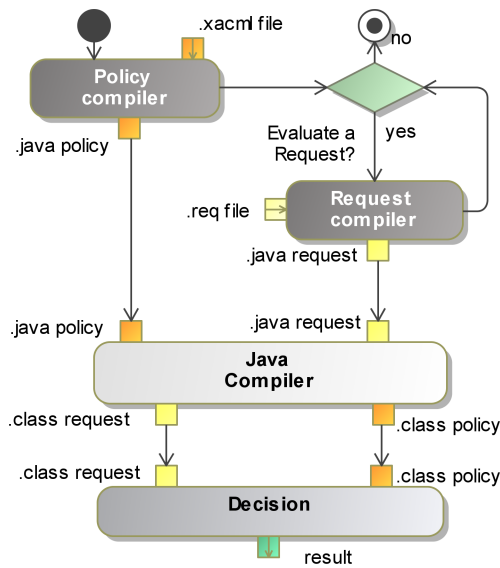 .xacml file
no
Policy
compiler
.java policy
Evaluate a
Request?
yes
Request
compiler
.req file
.java request
.java policy
.java request
Java
Compiler
.class request
.class policy
.class request
.class policy
Decision
result